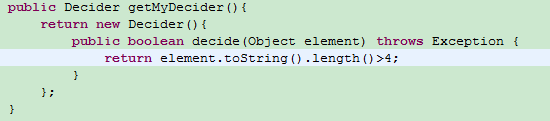 public Decider getMyDecider(){
    return new Decider(){
        public boolean decide(Object element) throws Exception {
            return element.toString().length()>4;
        }
    };
}